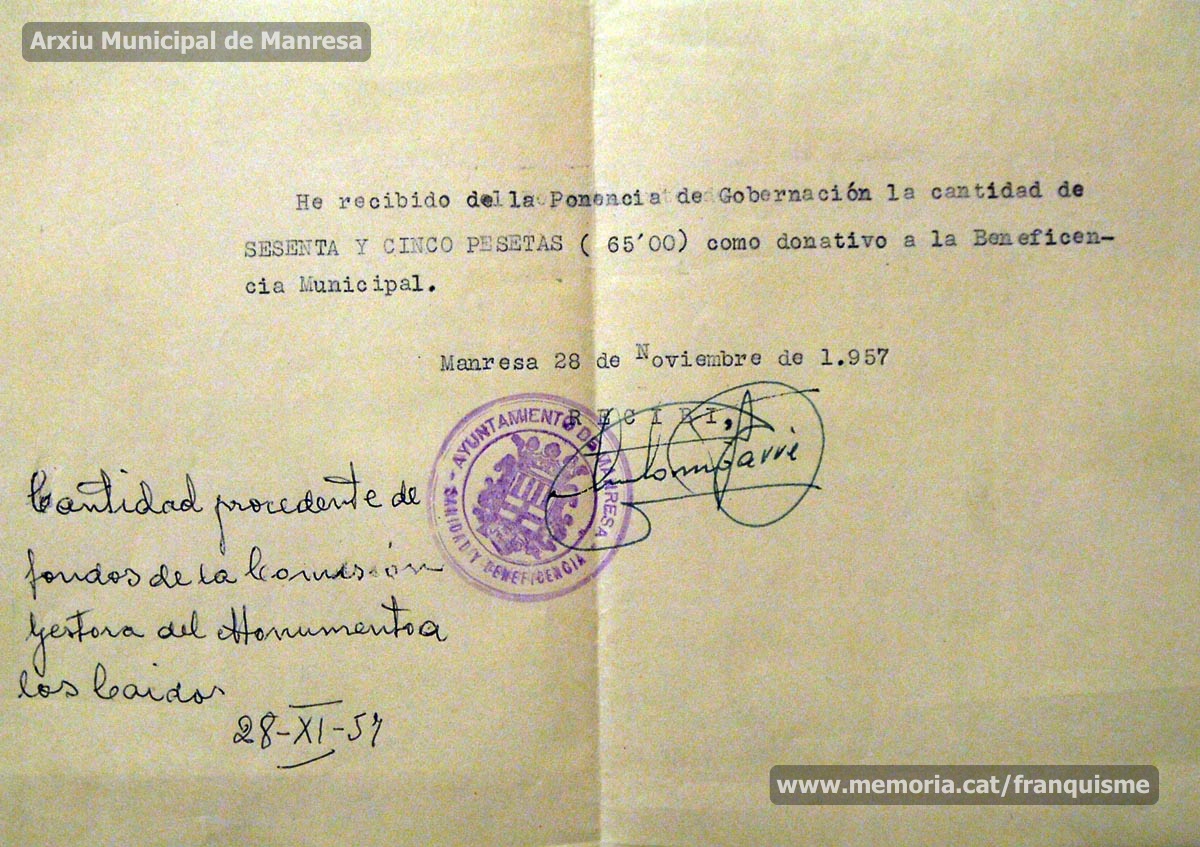 Arxiu Municipal de Manresa
He recibido de la Ponencia de Gobernación la cantidad de
SESENTA Y CINCO PESETAS ( 65'00) como donativo a la Beneficen-
cia Municipal.
Manresa 28 de Noviembre de 1.957
R E C I B I,
AYUNTAMIENTO DE MANRESA
- SANIDAD Y BENEFICENCIA -
Cantidad procedente de
fondos de la Comisión
Gestora del Monumento a
los Caidos
28-XI-57
www.memoria.cat/franquisme